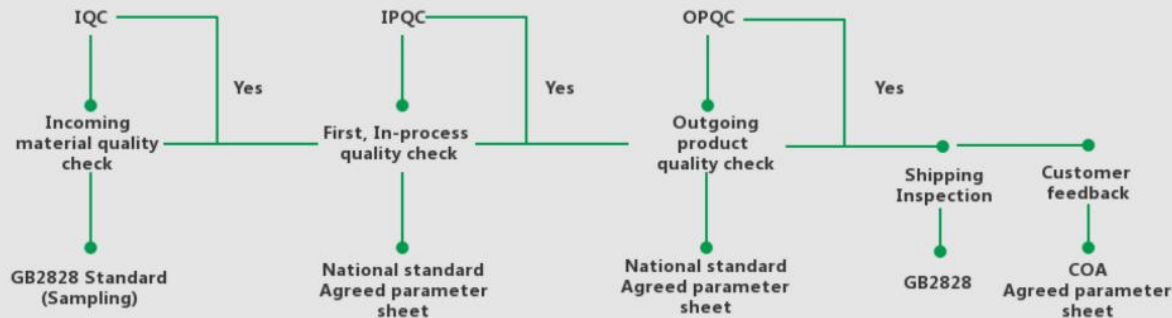 IQC
IPQC
OPQC
Yes
Yes
Yes
Incoming
material quality
check
First, In-process
quality check
Outgoing
product
quality check
Shipping
Inspection
Customer
feedback
GB2828 Standard
(Sampling)
National standard
Agreed parameter
sheet
National standard
Agreed parameter
sheet
GB2828
COA
Agreed parameter
sheet